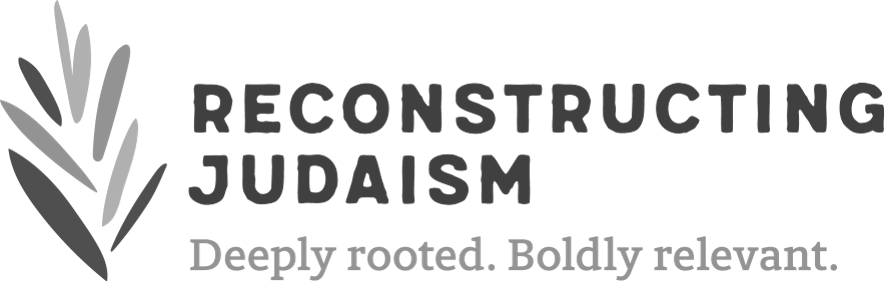 RECONSTRUCTING
JUDAISM
Deeply rooted. Boldly relevant.